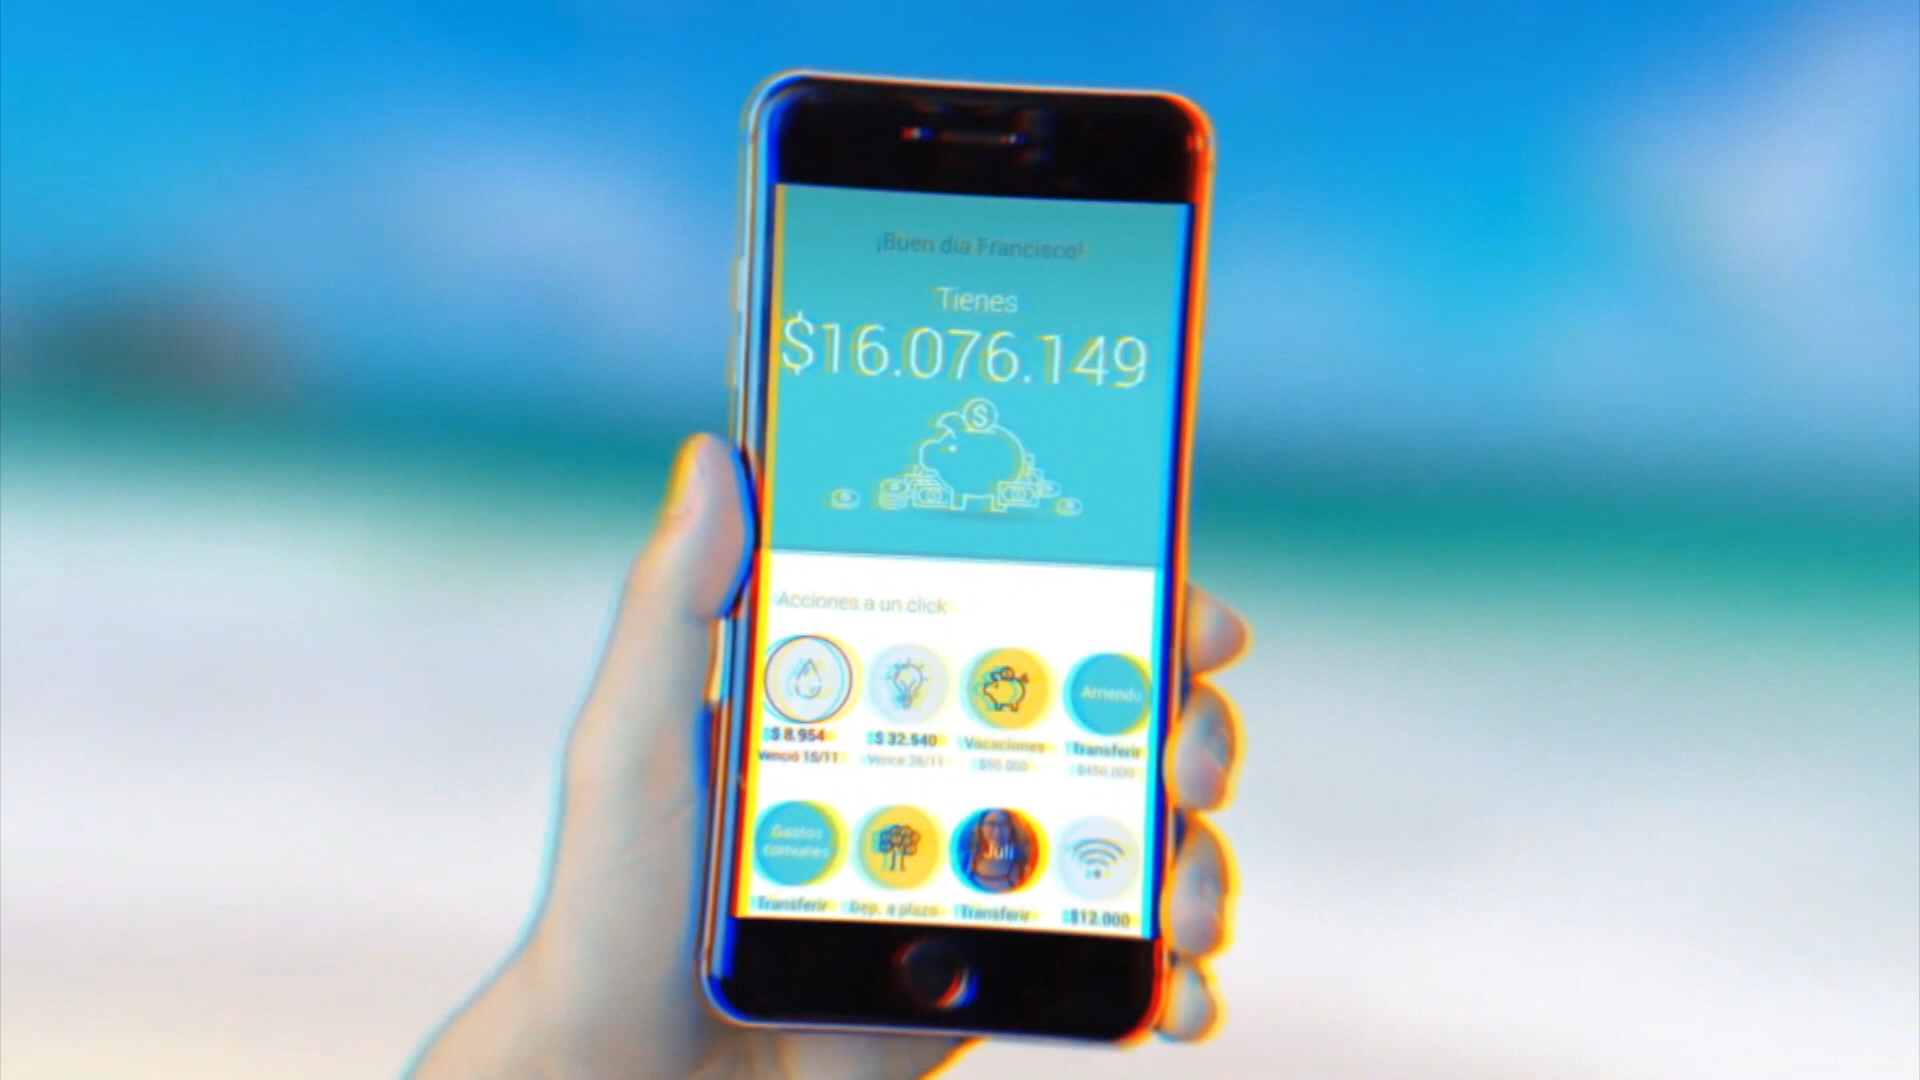 ¡Buen día Francisco!
Tienes
$16.076.149
Acciones a un click
Arriendo
$ 8.954
$ 32.540
Vacaciones
Transferir
Venció 15/11
Vence 28/11
$50.000
$450.000
Gastos
comunes
Juli
Transferir
Dep. a plazo
Transferir
$12.000